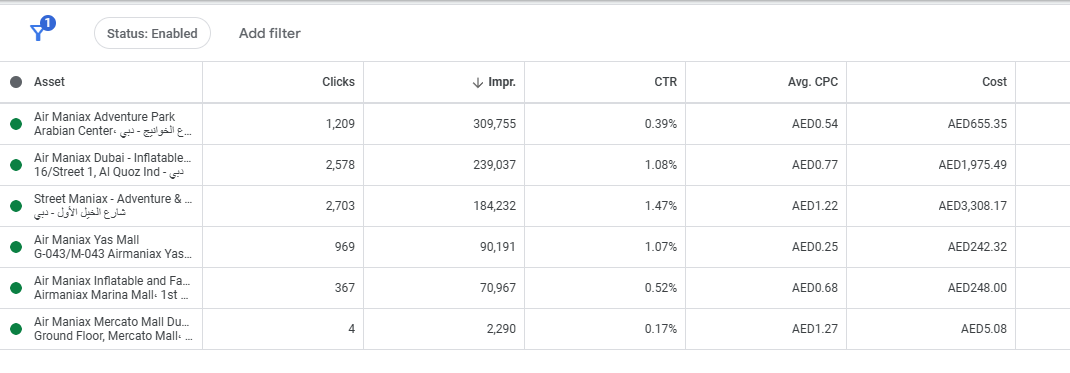 1
Status: Enabled
Add filter
Asset Clicks Impr. CTR Avg. CPC Cost
Air Maniax Adventure Park
Arabian Center، ع الخوانيج - دبي... 1,209 309,755 0.39% AED0.54 AED655.35
Air Maniax Dubai - Inflatable...
16/Street 1, Al Quoz Ind - دبي 2,578 239,037 1.08% AED0.77 AED1,975.49
Street Maniax - Adventure & ...
شارع الخيل الأول - دبي 2,703 184,232 1.47% AED1.22 AED3,308.17
Air Maniax Yas Mall
G-043/M-043 Airmaniax Yas... 969 90,191 1.07% AED0.25 AED242.32
Air Maniax Inflatable and Fa...
Airmaniax Marina Mall، 1st ... 367 70,967 0.52% AED0.68 AED248.00
Air Maniax Mercato Mall Du...
Ground Floor, Mercato Mall، ... 4 2,290 0.17% AED1.27 AED5.08